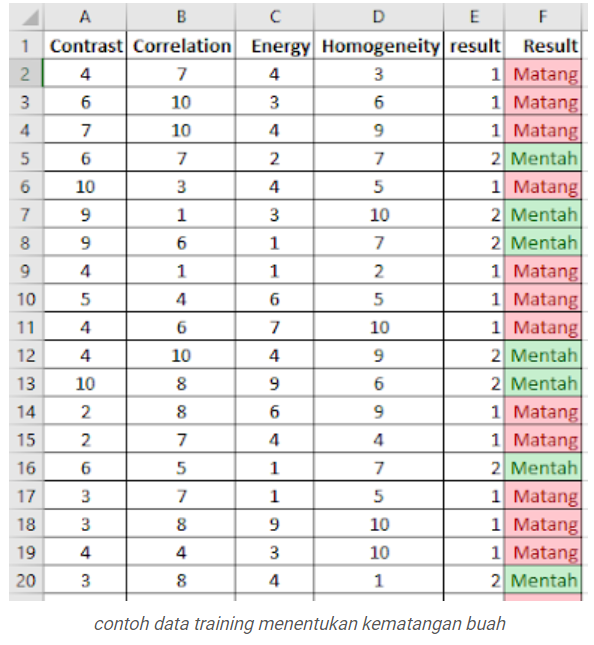 A B C D E F
1 Contrast Correlation Energy Homogeneity result Result
2 4 7 4 3 1 Matang
3 6 10 3 6 1 Matang
4 7 10 4 9 1 Matang
5 6 7 2 7 2 Mentah
6 10 3 4 5 1 Matang
7 9 1 3 10 2 Mentah
8 9 6 1 7 2 Mentah
9 4 1 1 2 1 Matang
10 5 4 6 5 1 Matang
11 4 6 7 10 1 Matang
12 4 10 4 9 2 Mentah
13 10 8 9 6 2 Mentah
14 2 8 6 9 1 Matang
15 2 7 4 4 1 Matang
16 6 5 1 7 2 Mentah
17 3 7 1 5 1 Matang
18 3 8 9 10 1 Matang
19 4 4 3 10 1 Matang
20 3 8 4 1 2 Mentah
contoh data training menentukan kematangan buah